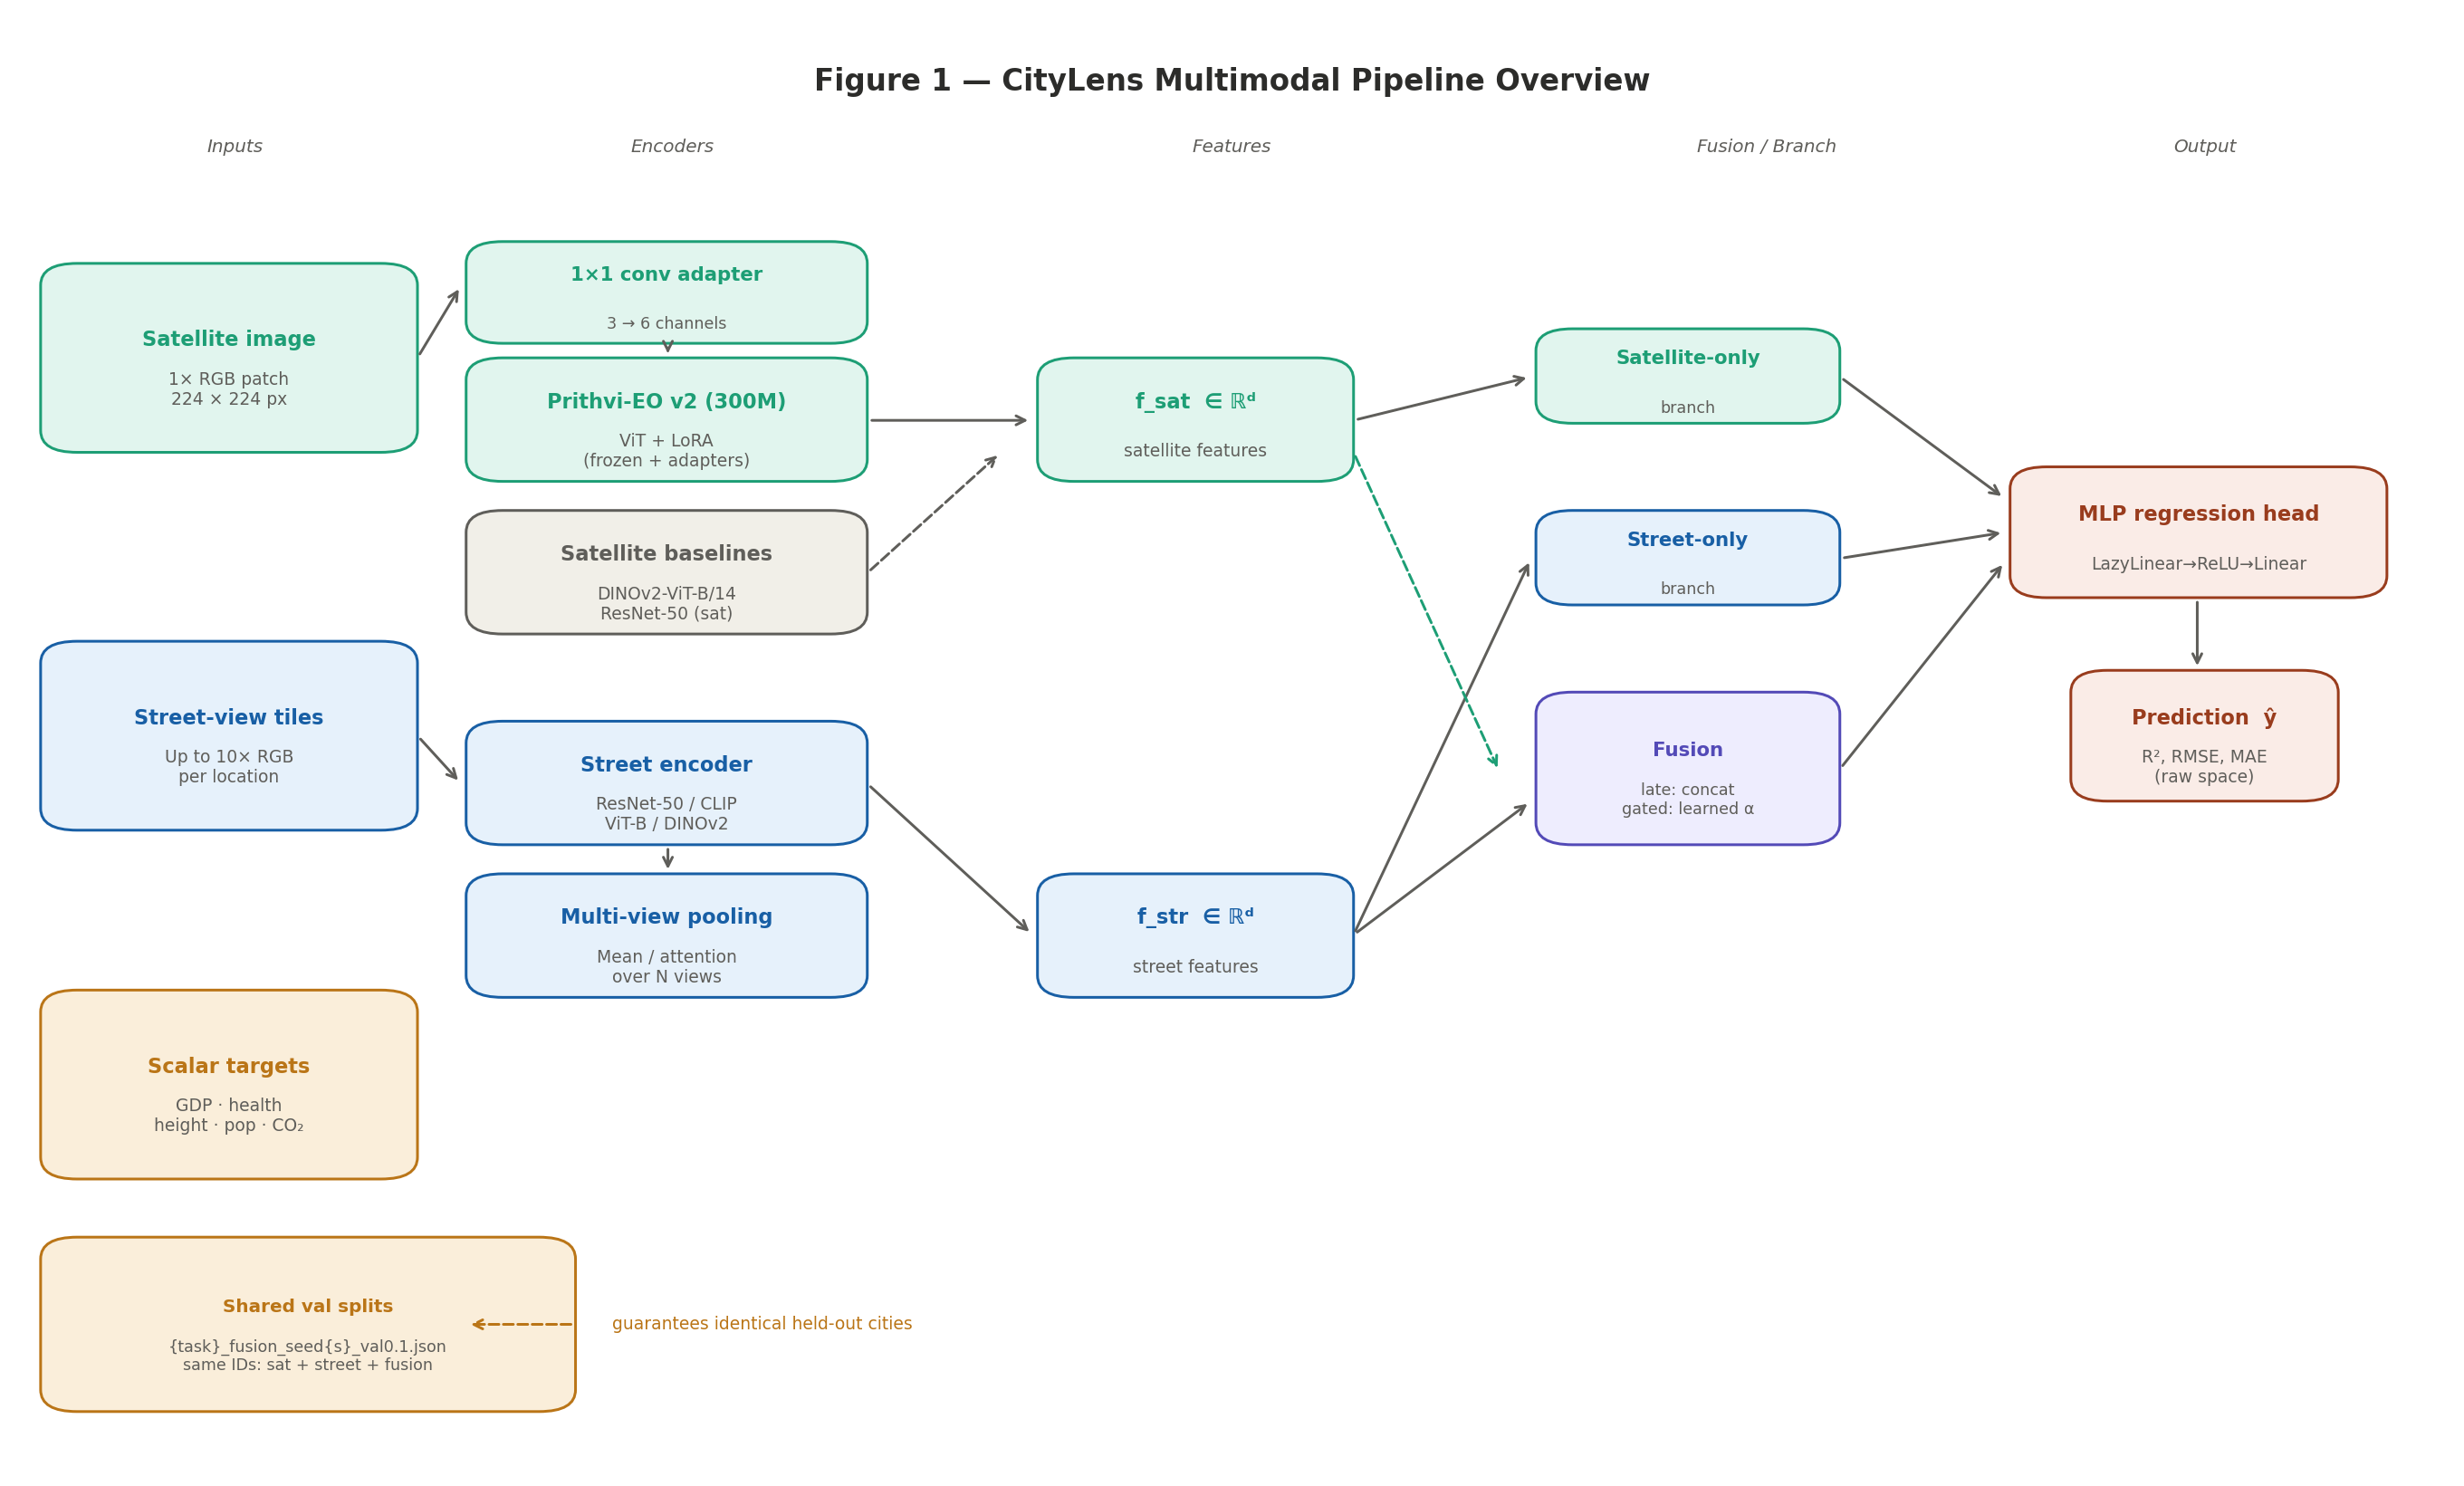 Figure 1 — CityLens Multimodal Pipeline Overview
Inputs
Encoders
Features
Fusion / Branch
Output
Satellite image
1× RGB patch
224 × 224 px
1×1 conv adapter
3 → 6 channels
Prithvi-EO v2 (300M)
ViT + LoRA
(frozen + adapters)
Satellite baselines
DINOv2-ViT-B/14
ResNet-50 (sat)
f_sat ∈ ℝᵈ
satellite features
Satellite-only
branch
Street-only
branch
MLP regression head
LazyLinear→ReLU→Linear
Street-view tiles
Up to 10× RGB
per location
Street encoder
ResNet-50 / CLIP
ViT-B / DINOv2
Multi-view pooling
Mean / attention
over N views
f_str ∈ ℝᵈ
street features
Fusion
late: concat
gated: learned α
Prediction ŷ
R², RMSE, MAE
(raw space)
Scalar targets
GDP · health
height · pop · CO₂
Shared val splits
{task}_fusion_seed{s}_val0.1.json
same IDs: sat + street + fusion
guarantees identical held-out cities